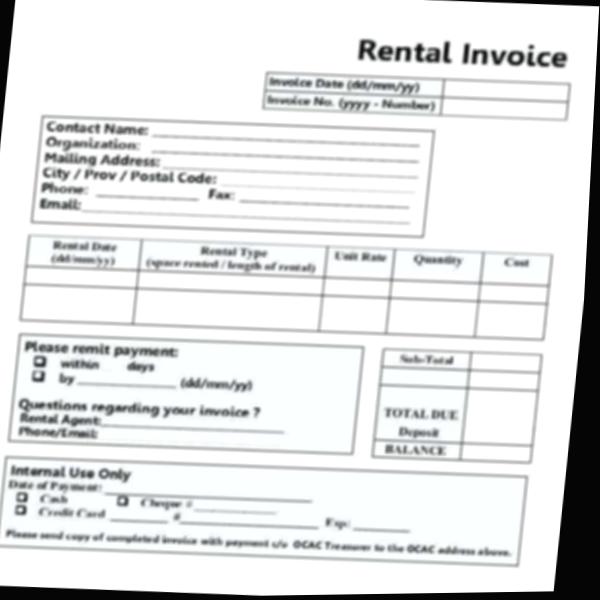 Rental Invoice
Invoice Date (dd/mm/yy)
Invoice No. (yyyy - Number)
Contact Name:
Organization:
Mailing Address:
City / Prov / Postal Code:
Phone: Fax:
Email:
Rental Date (dd/mm/yy) Rental Type (space rented / length of rental) Unit Rate Quantity Cost
Please remit payment:
❑ within days
❑ by ______________ (dd/mm/yy)
Questions regarding your invoice ?
Rental Agent:
Phone/Email:
Sub-Total
TOTAL DUE
Deposit
BALANCE
Internal Use Only
Date of Payment:
❑ Cash ❑ Cheque #
❑ Credit Card ________ #____________________ Exp: ________
Please send copy of completed invoice with payment c/o OCAC Treasurer to the OCAC address above.